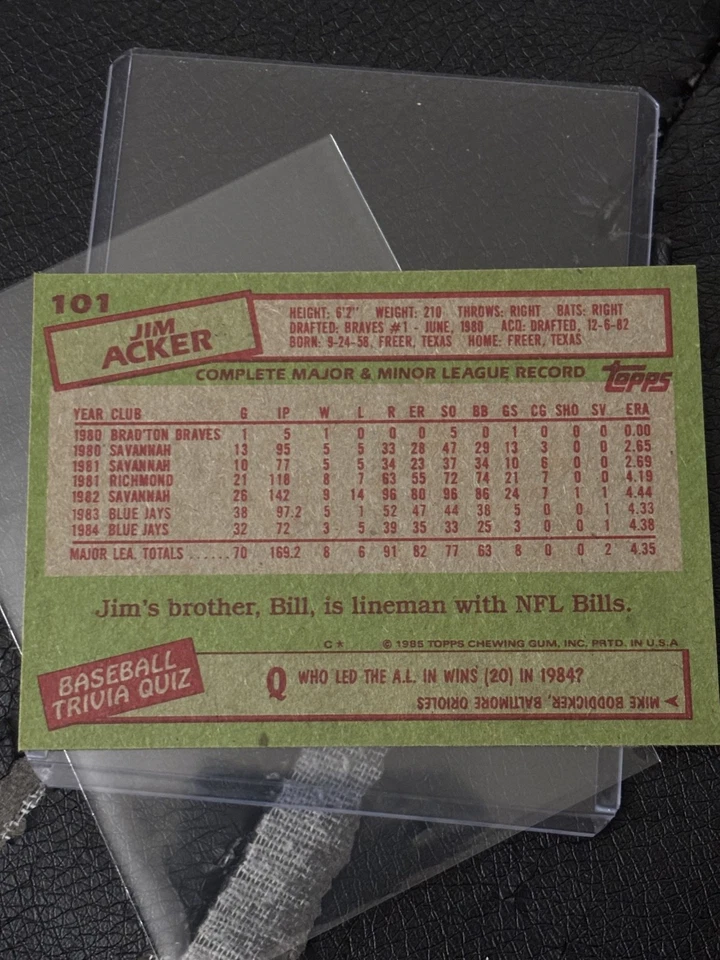 101
JIM
ACKER
HEIGHT: 6'2" WEIGHT: 210 THROWS: RIGHT BATS: RIGHT
DRAFTED: BRAVES #1 - JUNE, 1980 ACQ: DRAFTED, 12-6-82
BORN: 9-24-58, FREER, TEXAS HOME: FREER, TEXAS
COMPLETE MAJOR & MINOR LEAGUE RECORD topps
YEAR CLUB G IP W L R ER SO BB GS CG SHO SV ERA
1980 BRAD'TON BRAVES 1 5 1 0 0 0 5 0 1 0 0 0 0.00
1980 SAVANNAH 13 95 5 5 33 28 47 29 13 3 0 0 2.65
1981 SAVANNAH 10 77 5 5 34 23 37 34 10 6 0 0 2.69
1981 RICHMOND 21 118 8 7 63 55 72 74 21 7 0 0 4.19
1982 SAVANNAH 26 142 9 14 96 80 96 86 24 7 1 1 4.44
1983 BLUE JAYS 38 97.2 5 1 52 47 44 38 5 0 0 1 4.33
1984 BLUE JAYS 32 72 3 5 39 35 33 25 3 0 0 1 4.38
MAJOR LEA. TOTALS ......70 169.2 8 6 91 82 77 63 8 0 0 2 4.35
Jim's brother, Bill, is lineman with NFL Bills.
C* © 1985 TOPPS CHEWING GUM, INC. PRTD. IN U.S.A
BASEBALL
TRIVIA QUIZ
Q WHO LED THE A.L. IN WINS (20) IN 1984?
MIKE BODDICKER, BALTIMORE ORIOLES